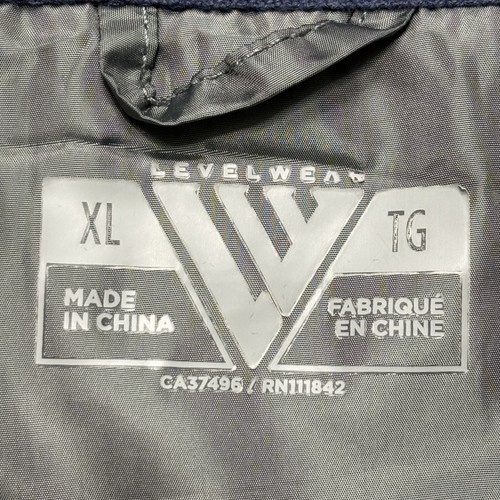 LEVELWEAR
XL
TG
MADE
IN CHINA
FABRIQUÉ
EN CHINE
CA37496 / RN111842